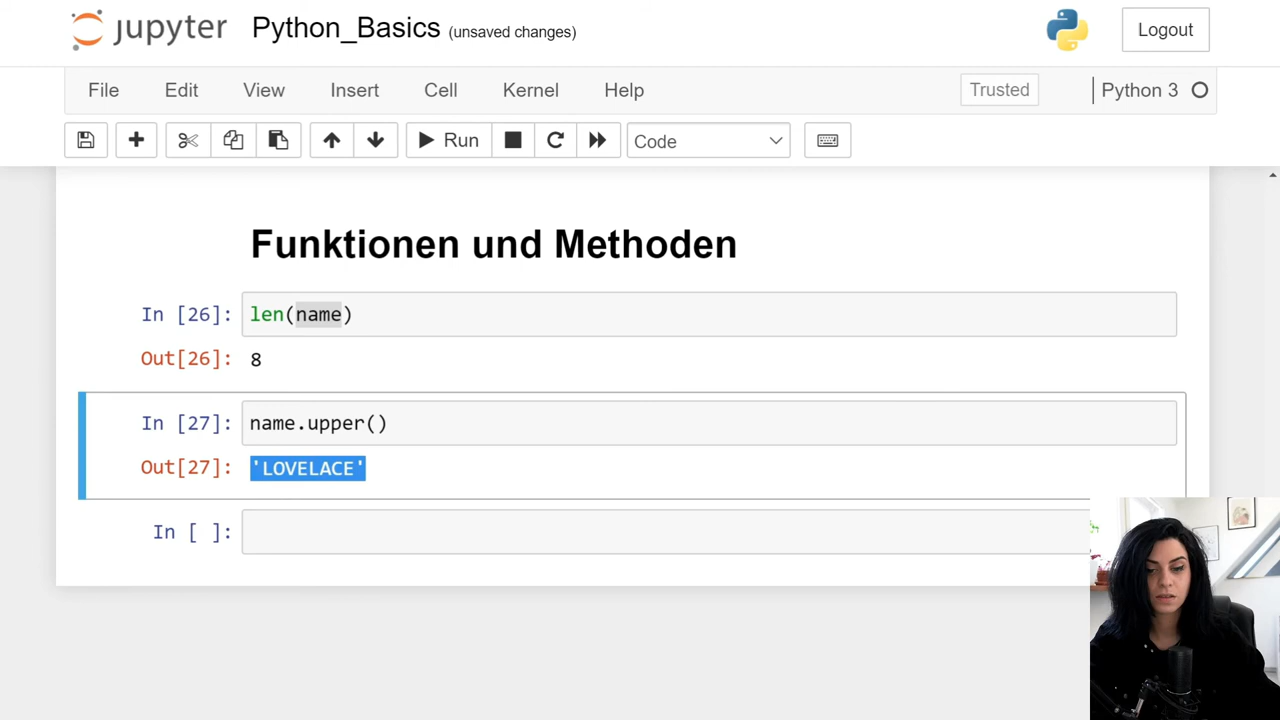 jupyter Python_Basics (unsaved changes) Logout
File Edit View Insert Cell Kernel Help Trusted Python 3
Run Code
Funktionen und Methoden
In [26]: len(name)
Out[26]: 8
In [27]: name.upper()
Out[27]: 'LOVELACE'
In [ ]: